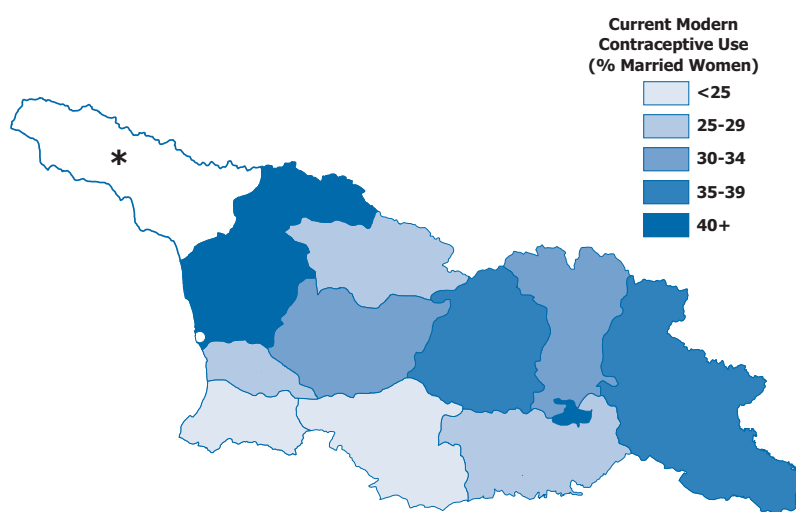 Current Modern
Contraceptive Use
(% Married Women)
<25
25-29
30-34
35-39
40+
*